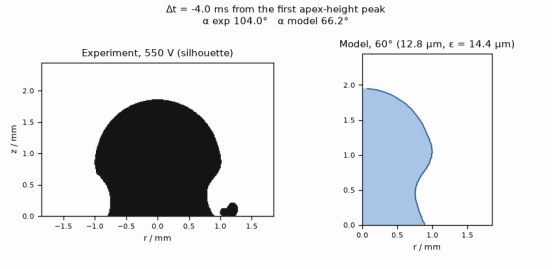 Δt = -4.0 ms from the first apex-height peak
α exp 104.0°   α model 66.2°
Experiment, 550 V (silhouette)
Model, 60° (12.8 μm, ε = 14.4 μm)
z / mm
2.0
1.5
1.0
0.5
0.0
−1.5 −1.0 −0.5 0.0 0.5 1.0 1.5
r / mm
2.0
1.5
1.0
0.5
0.0
0.0 0.5 1.0 1.5
r / mm